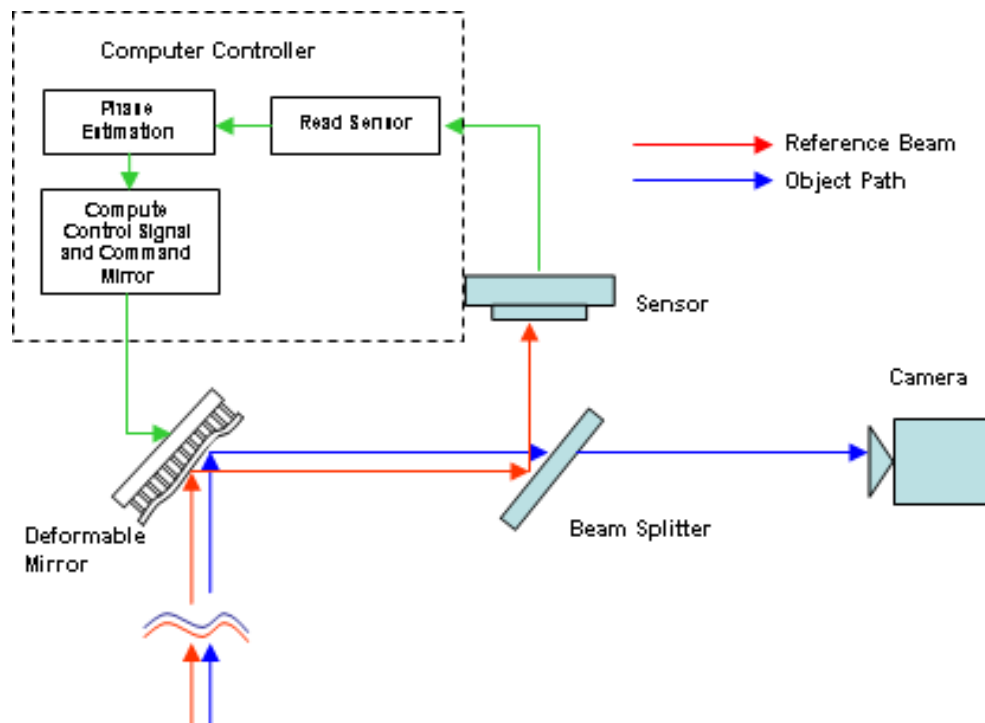 Computer Controller
Phase
Estimation
Read Sensor
Compute
Control Signal
and Command
Mirror
Reference Beam
Object Path
Sensor
Camera
Deformable
Mirror
Beam Splitter